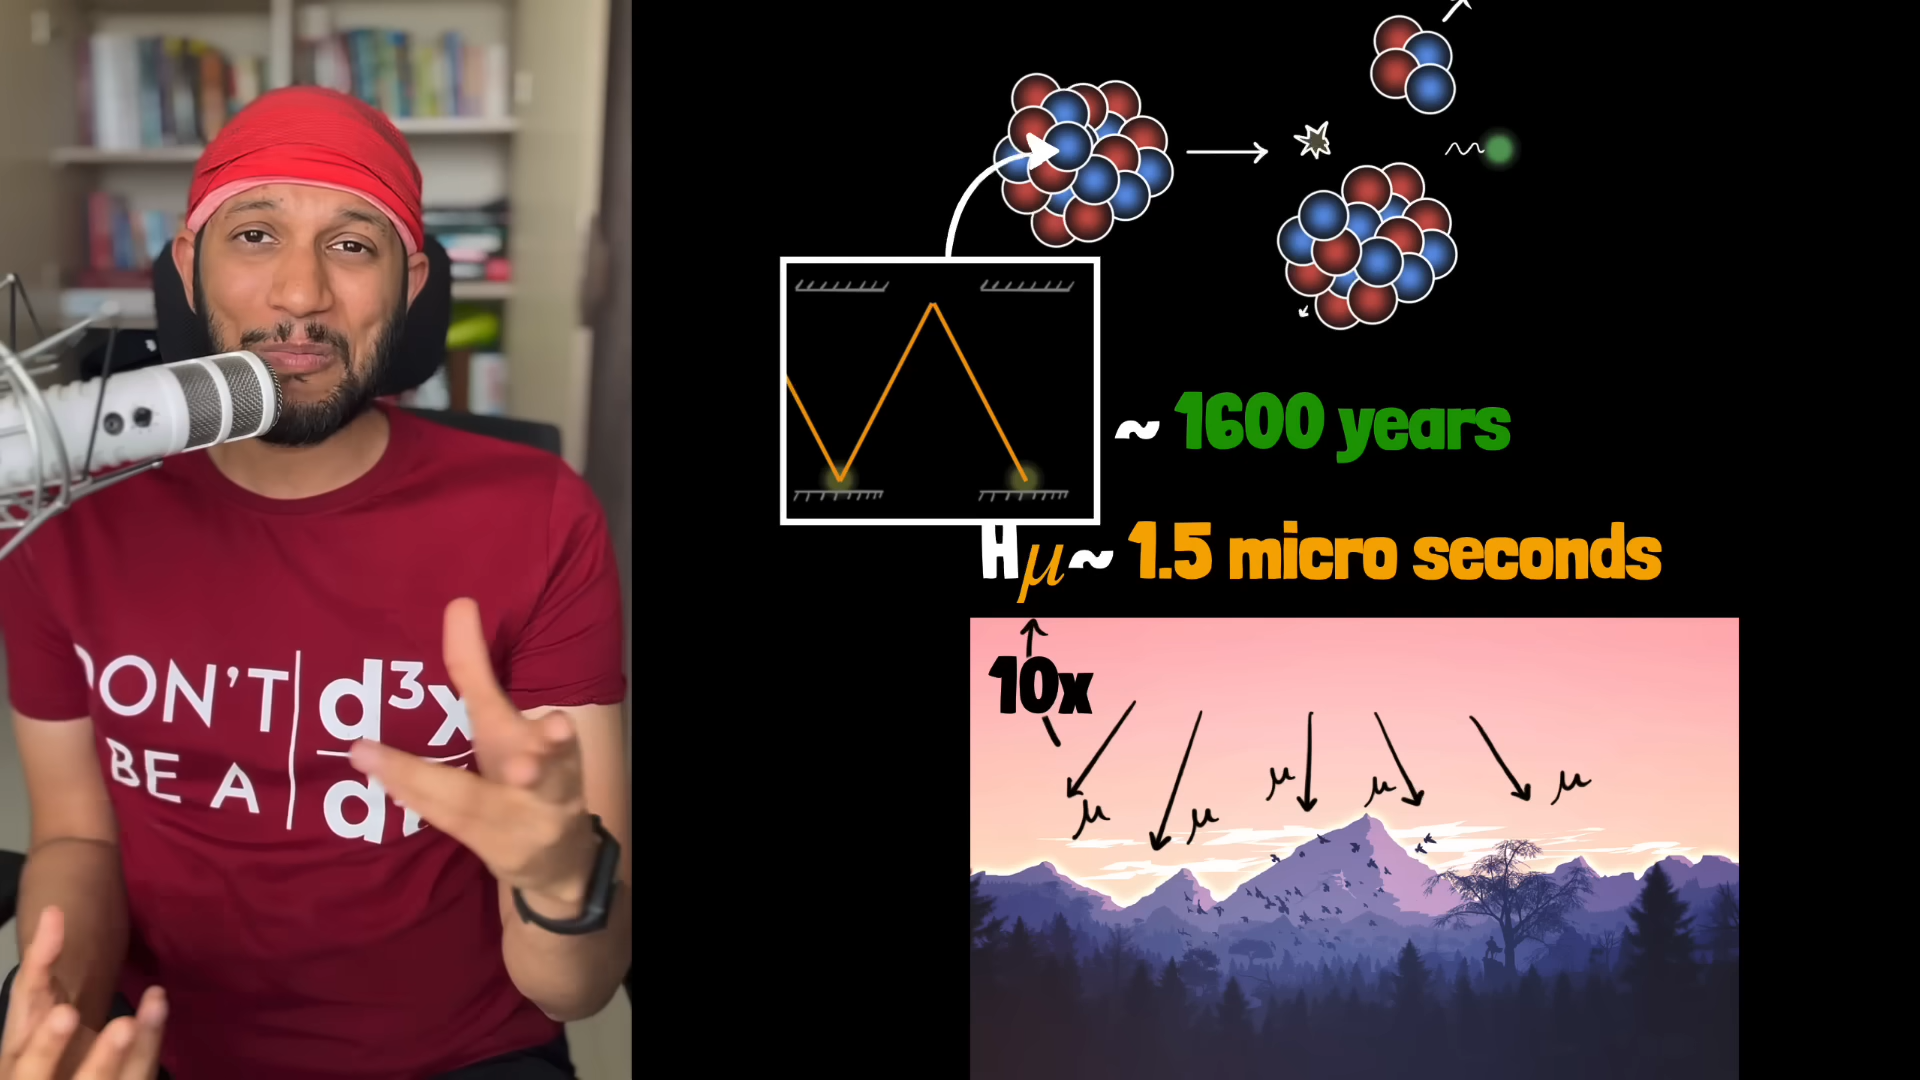 DON'T
BE A
d³x
~ 1600 years
Hμ~ 1.5 micro seconds
10x
μ
μ
μ
μ
μ